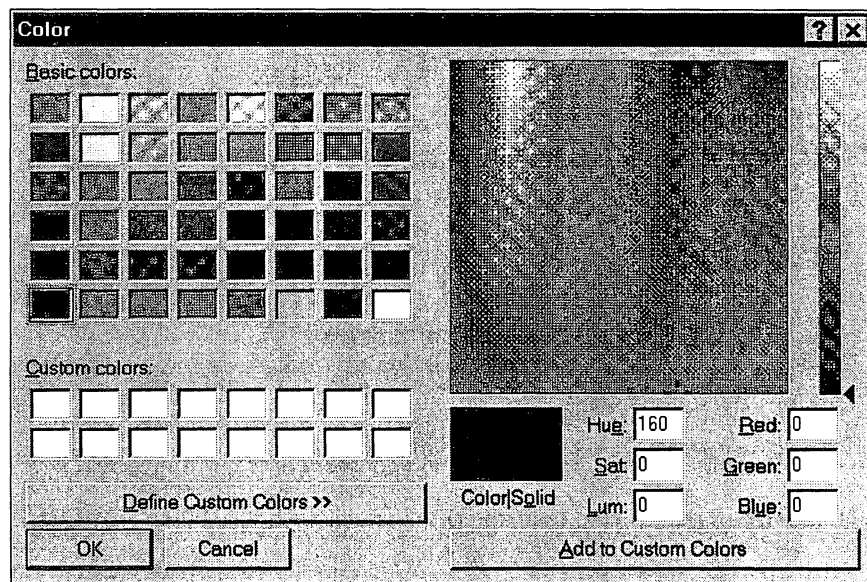 Color
Basic colors:
Custom colors:
Define Custom Colors >>
OK Cancel
Color|Solid
Hue: 160 Red: 0
Sat: 0 Green: 0
Lum: 0 Blue: 0
Add to Custom Colors